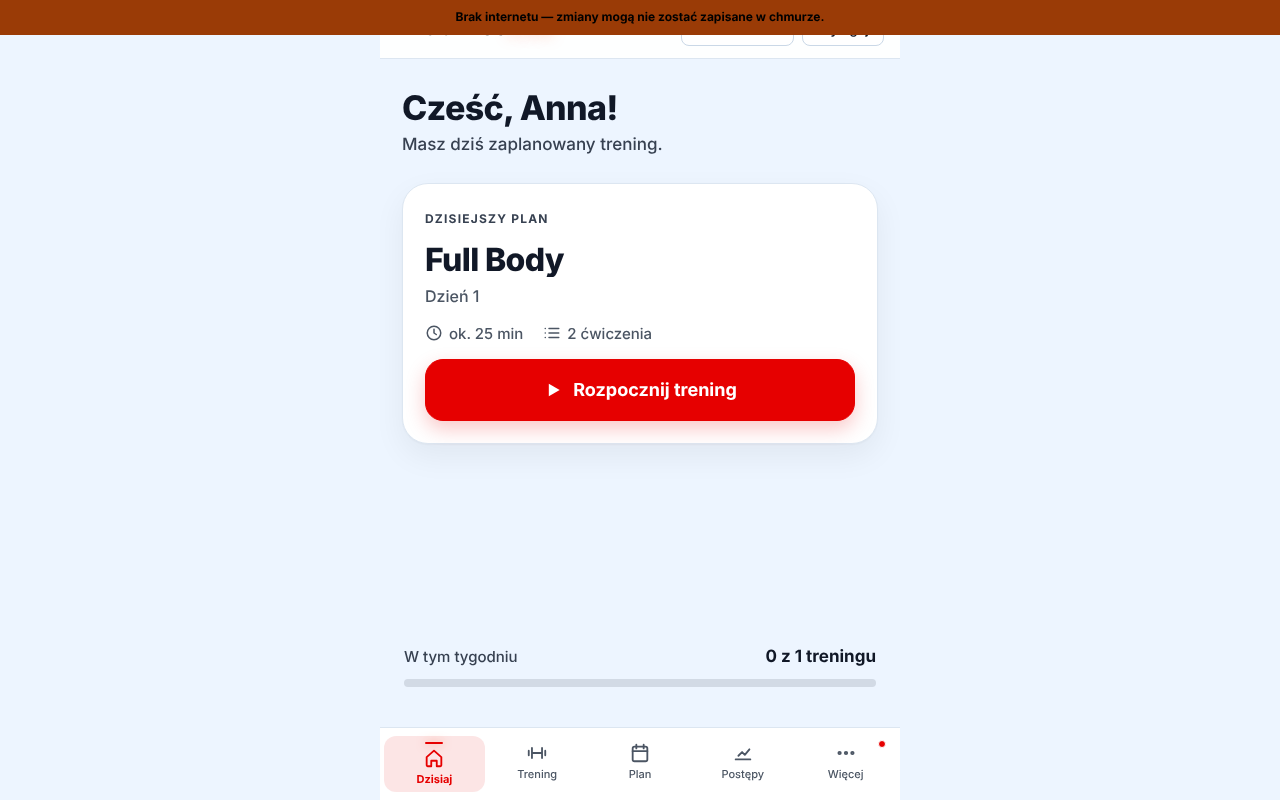 Brak internetu — zmiany mogą nie zostać zapisane w chmurze.
Cześć, Anna!
Masz dziś zaplanowany trening.
DZISIEJSZY PLAN
Full Body
Dzień 1
ok. 25 min 2 ćwiczenia
Rozpocznij trening
W tym tygodniu 0 z 1 treningu
Dzisiaj Trening Plan Postępy Więcej